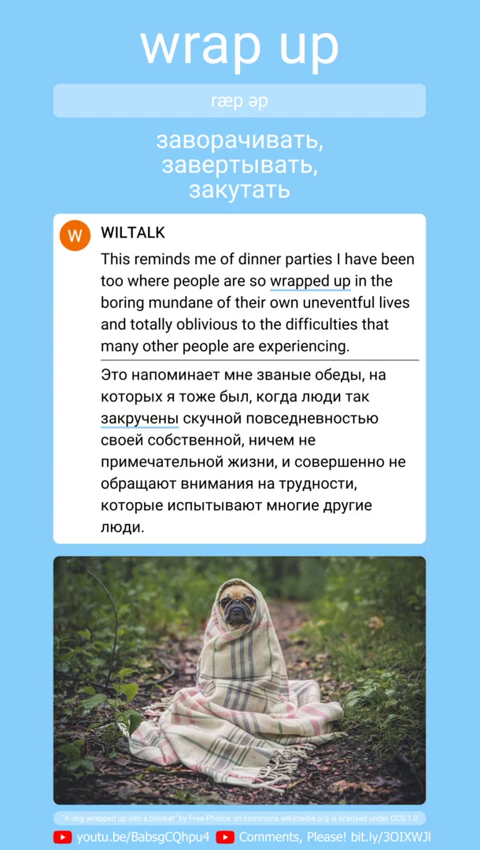 wrap up
ræp əp
заворачивать,
завертывать,
закутать
W
WILTALK
This reminds me of dinner parties I have been
too where people are so wrapped up in the
boring mundane of their own uneventful lives
and totally oblivious to the difficulties that
many other people are experiencing.
Это напоминает мне званые обеды, на
которых я тоже был, когда люди так
закручены скучной повседневностью
своей собственной, ничем не
примечательной жизни, и совершенно не
обращают внимания на трудности,
которые испытывают многие другие
люди.
"A dog wrapped up into a blanket" by Free-Photos on commons.wikimedia.org is licensed under CC0 1.0
youtu.be/BabsgCQhpu4 Comments, Please! bit.ly/3OIXWJl